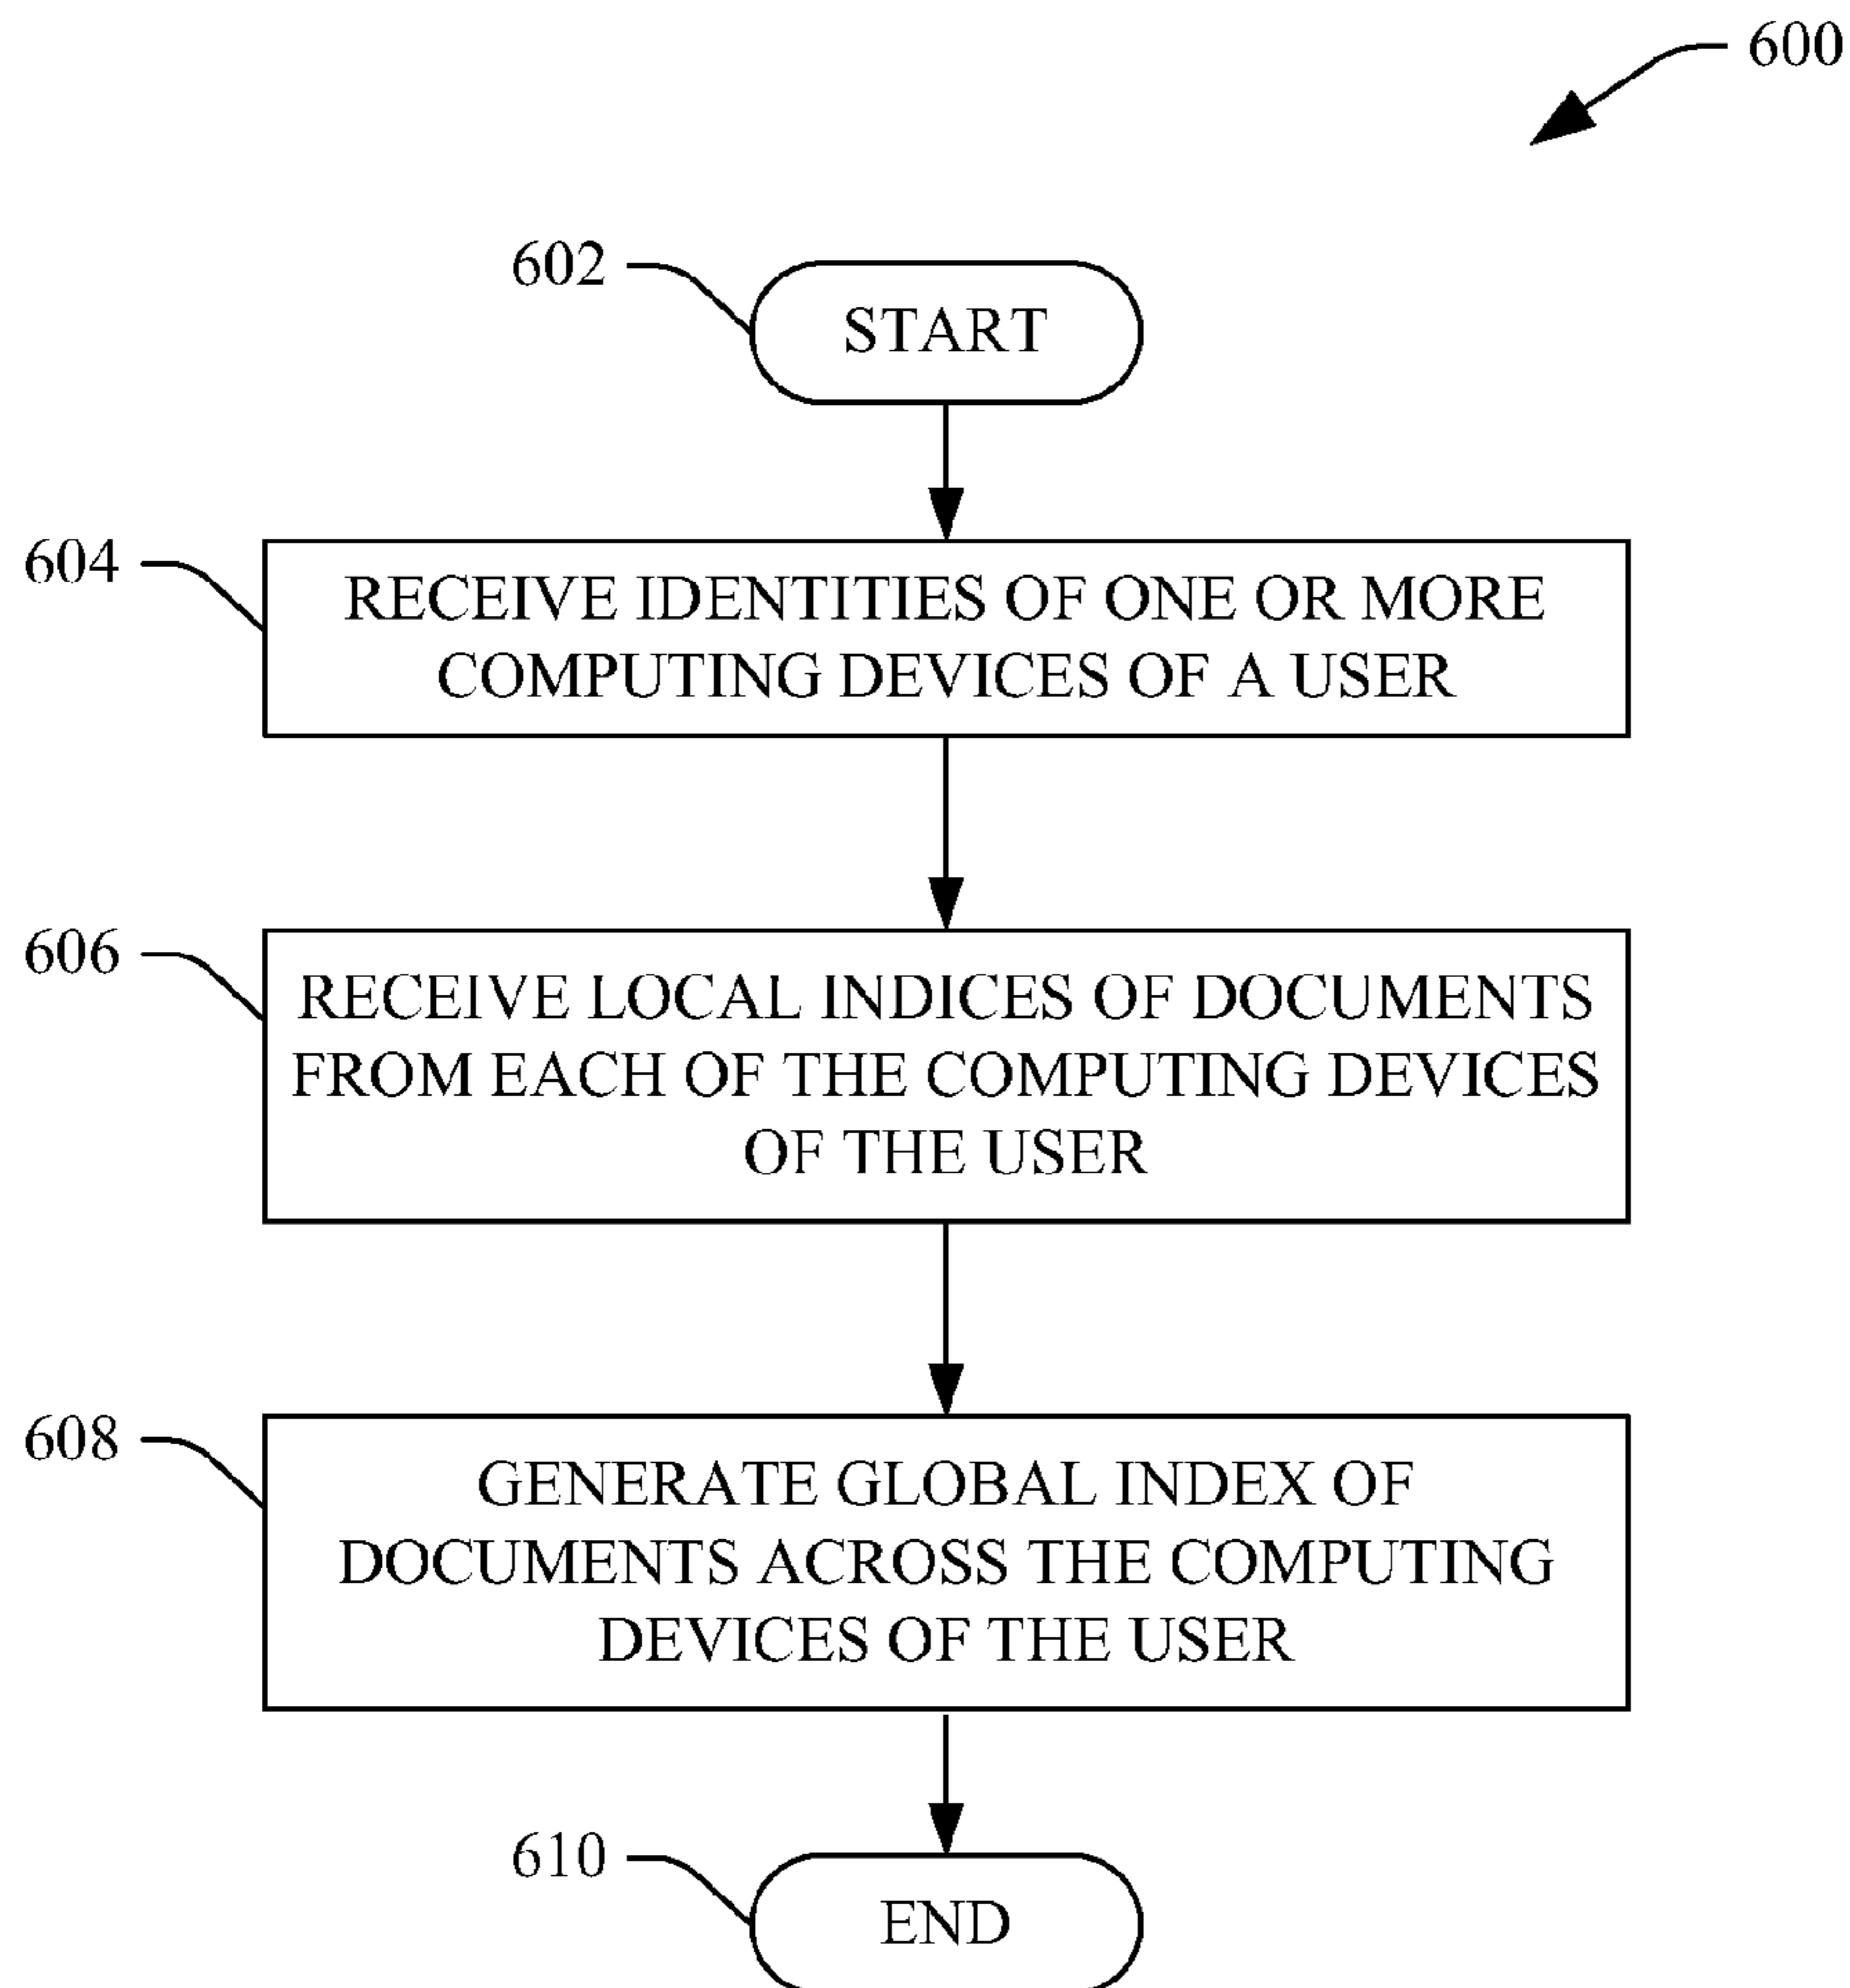 600
602
START
604
RECEIVE IDENTITIES OF ONE OR MORE
COMPUTING DEVICES OF A USER
606
RECEIVE LOCAL INDICES OF DOCUMENTS
FROM EACH OF THE COMPUTING DEVICES
OF THE USER
608
GENERATE GLOBAL INDEX OF
DOCUMENTS ACROSS THE COMPUTING
DEVICES OF THE USER
610
END